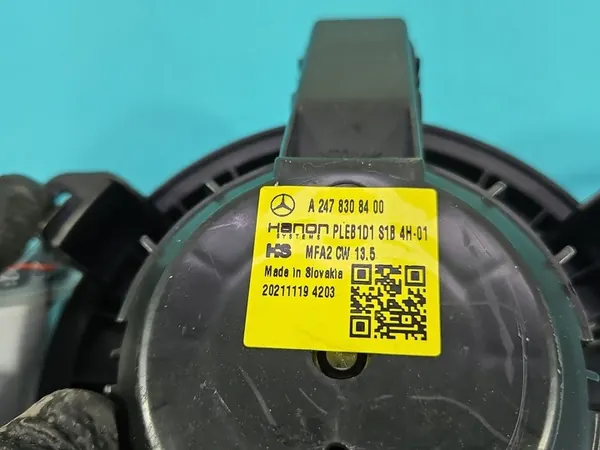 A 247 830 84 00
Hanon PLEB1D1 S1B 4H-01
SYSTEMS
HS MFA2 CW 13.5
Made in Slovakia
20211119 4203